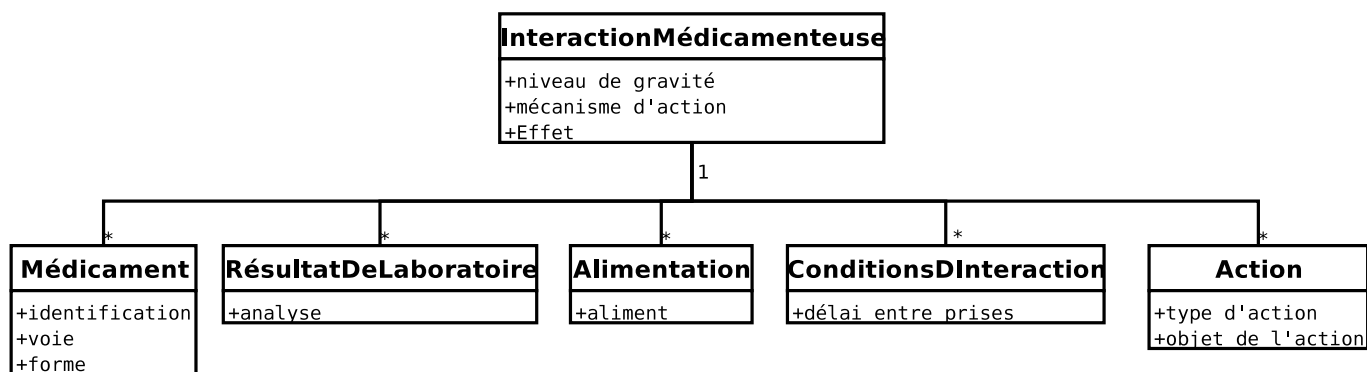 InteractionMédicamenteuse
+niveau de gravité
+mécanisme d'action
+Effet
1
*
*
*
*
*
Médicament
+identification
+voie
+forme
RésultatDeLaboratoire
+analyse
Alimentation
+aliment
ConditionsDInteraction
+délai entre prises
Action
+type d'action
+objet de l'action